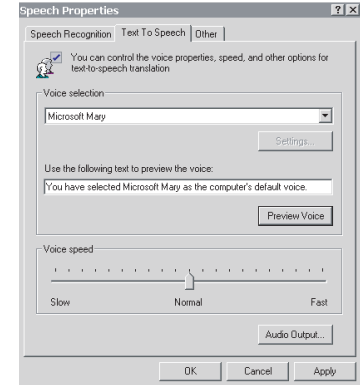 Speech Properties
Speech Recognition Text To Speech Other
You can control the voice properties, speed, and other options for
text-to-speech translation
Voice selection
Microsoft Mary
Settings...
Use the following text to preview the voice:
You have selected Microsoft Mary as the computer's default voice.
Preview Voice
Voice speed
Slow Normal Fast
Audio Output...
OK Cancel Apply